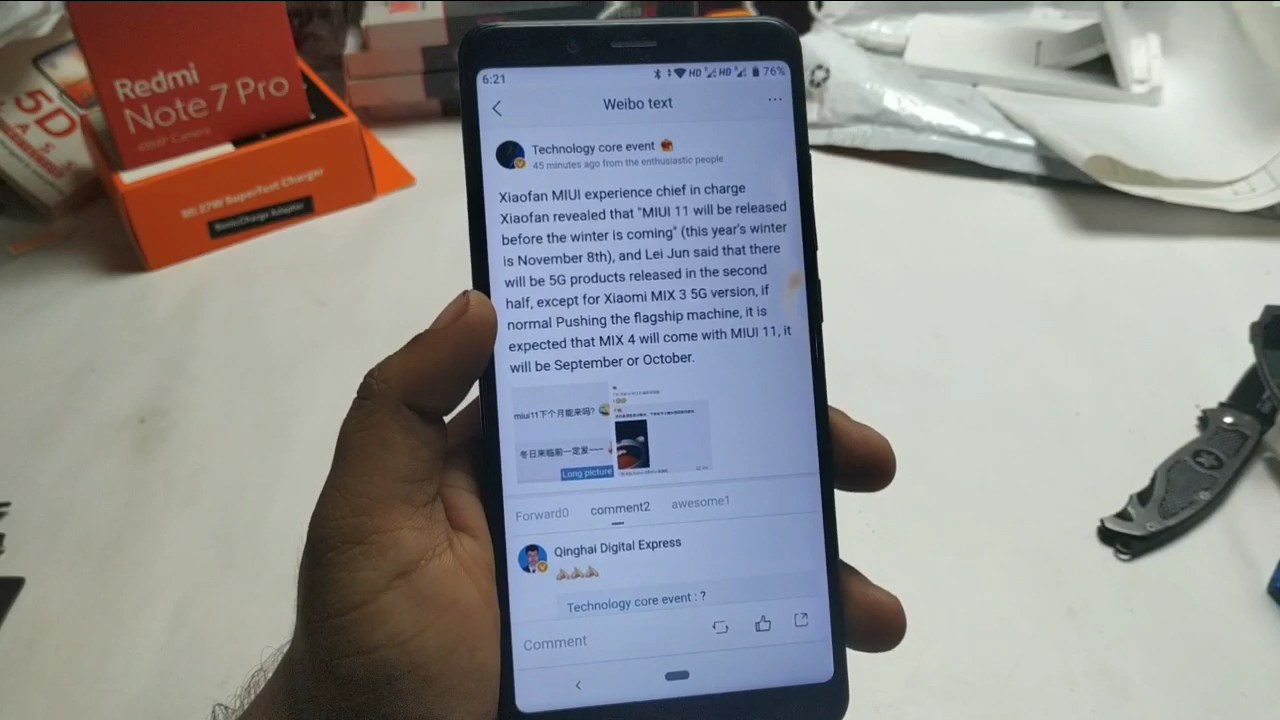 Redmi
Note 7 Pro
48MP Camera
5D
Mi 27W Superfast Charger
6:21
HD
HD
76%
Weibo text
Technology core event
45 minutes ago from the enthusiastic people
Xiaofan MIUI experience chief in charge
Xiaofan revealed that "MIUI 11 will be released
before the winter is coming" (this year's winter
is November 8th), and Lei Jun said that there
will be 5G products released in the second
half, except for Xiaomi MIX 3 5G version, if
normal Pushing the flagship machine, it is
expected that MIX 4 will come with MIUI 11, it
will be September or October.
miui11下个月能来吗?
冬日来临前一定发~~~
Long picture
Forward0 comment2 awesome1
Qinghai Digital Express
Technology core event : ?
Comment